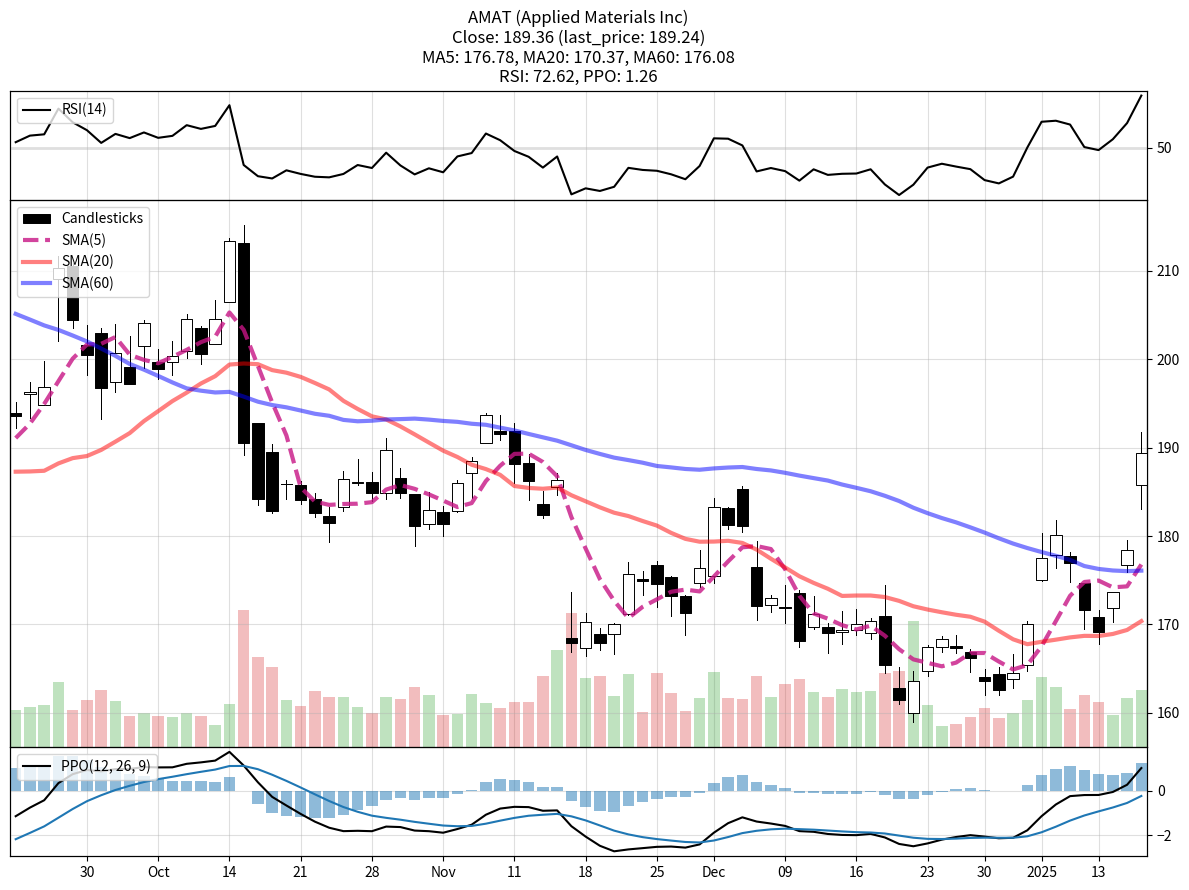 AMAT (Applied Materials Inc)
Close: 189.36 (last_price: 189.24)
MA5: 176.78, MA20: 170.37, MA60: 176.08
RSI: 72.62, PPO: 1.26
RSI(14)
50
Candlesticks
SMA(5)
SMA(20)
SMA(60)
210
200
190
180
170
160
PPO(12,26,9)
0
−2
30 Oct 14 21 28 Nov 11 18 25 Dec 09 16 23 30 2025 13